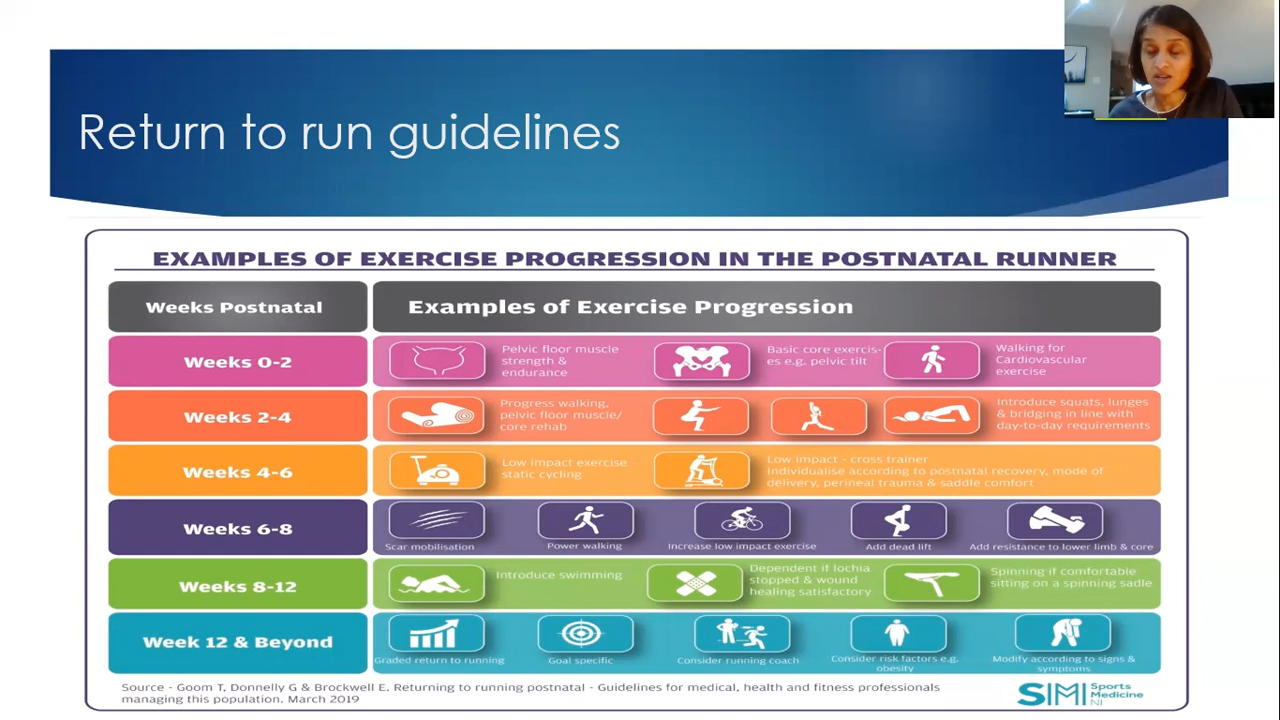 Return to run guidelines
EXAMPLES OF EXERCISE PROGRESSION IN THE POSTNATAL RUNNER
Weeks Postnatal
Examples of Exercise Progression
Weeks 0-2
Pelvic floor muscle
strength &
endurance
Basic core exercis-
es e.g. pelvic tilt
Walking for
Cardiovascular
exercise
Weeks 2-4
Progress walking,
pelvic floor muscle/
core rehab
Introduce squats, lunges
& bridging in line with
day-to-day requirements
Weeks 4-6
Low impact exercise -
static cycling
Low impact - cross trainer
Individualise according to postnatal recovery, mode of
delivery, perineal trauma & saddle comfort
Weeks 6-8
Scar mobilisation
Power walking
Increase low impact exercise
Add dead lift
Add resistance to lower limb & core
Weeks 8-12
Introduce swimming
Dependent if lochia
stopped & wound
healing satisfactory
Spinning if comfortable
sitting on a spinning sadle
Week 12 & Beyond
Graded return to running
Goal specific
Consider running coach
Consider risk factors e.g.
obesity
Modify according to signs &
symptoms
Source - Goom T, Donnelly G & Brockwell E. Returning to running postnatal - Guidelines for medical, health and fitness professionals
managing this population. March 2019
SIMI Sports
Medicine
NI